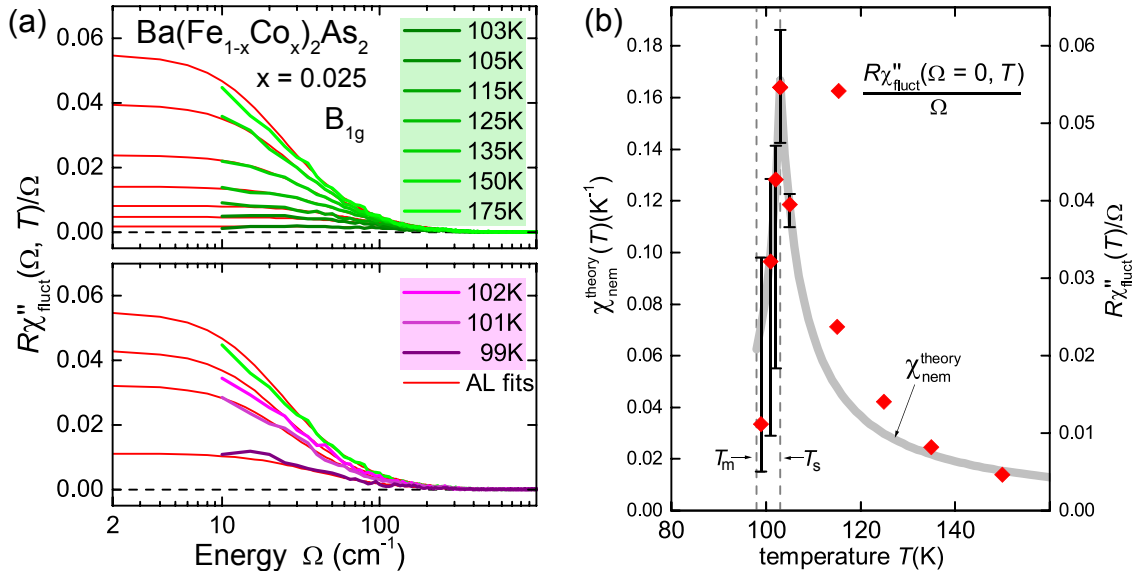 (a)
Ba(Fe1-xCox)2As2
x = 0.025
B1g
103K
105K
115K
125K
135K
150K
175K
0.06
0.04
0.02
0.00
102K
101K
99K
AL fits
0.06
0.04
0.02
0.00
Rχ''fluct(Ω, T)/Ω
2
10
100
Energy Ω (cm-1)
(b)
Rχ''fluct(Ω = 0, T)
Ω
χtheorynem
Tm
Ts
0.20
0.18
0.16
0.14
0.12
0.10
0.08
0.06
0.04
0.02
0.00
χtheorynem(T)(K-1)
0.06
0.05
0.04
0.03
0.02
0.01
0.00
Rχ''fluct(T)/Ω
80
100
120
140
temperature T(K)